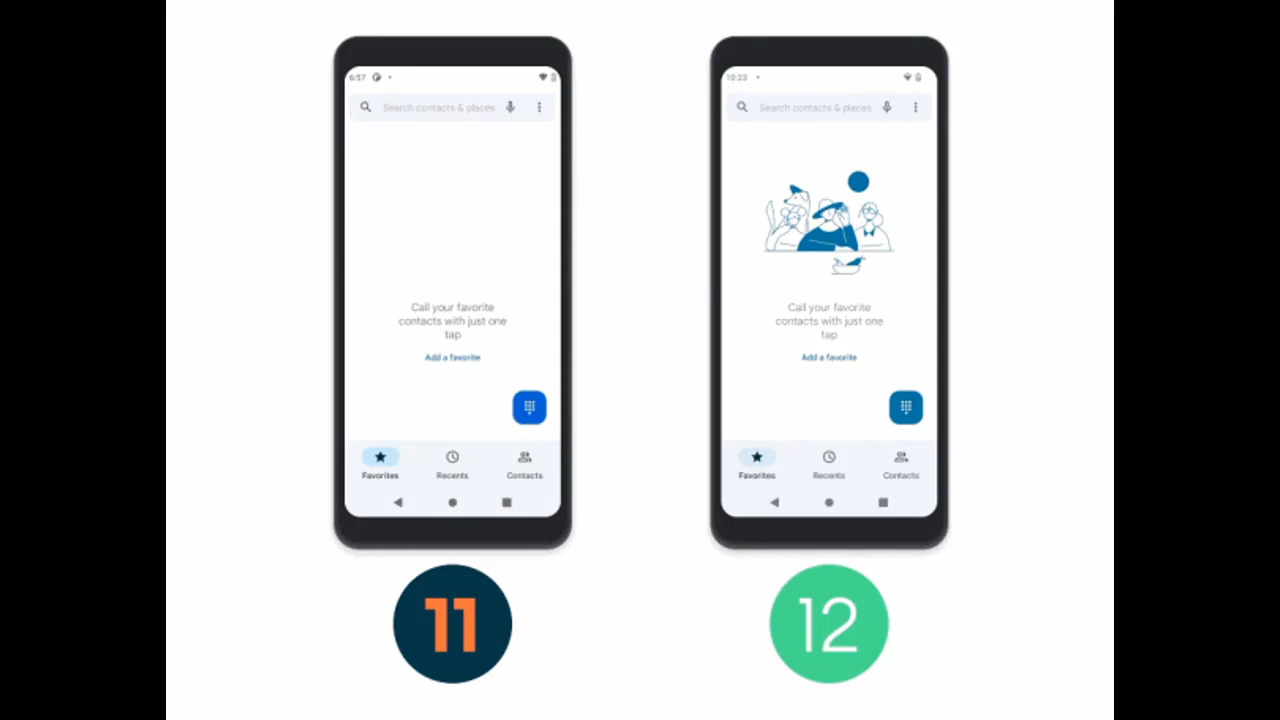 6:57
Search contacts & places
Call your favorite
contacts with just one
tap
Add a favorite
Favorites
Recents
Contacts
11
10:23
Search contacts & places
Call your favorite
contacts with just one
tap
Add a favorite
Favorites
Recents
Contacts
12